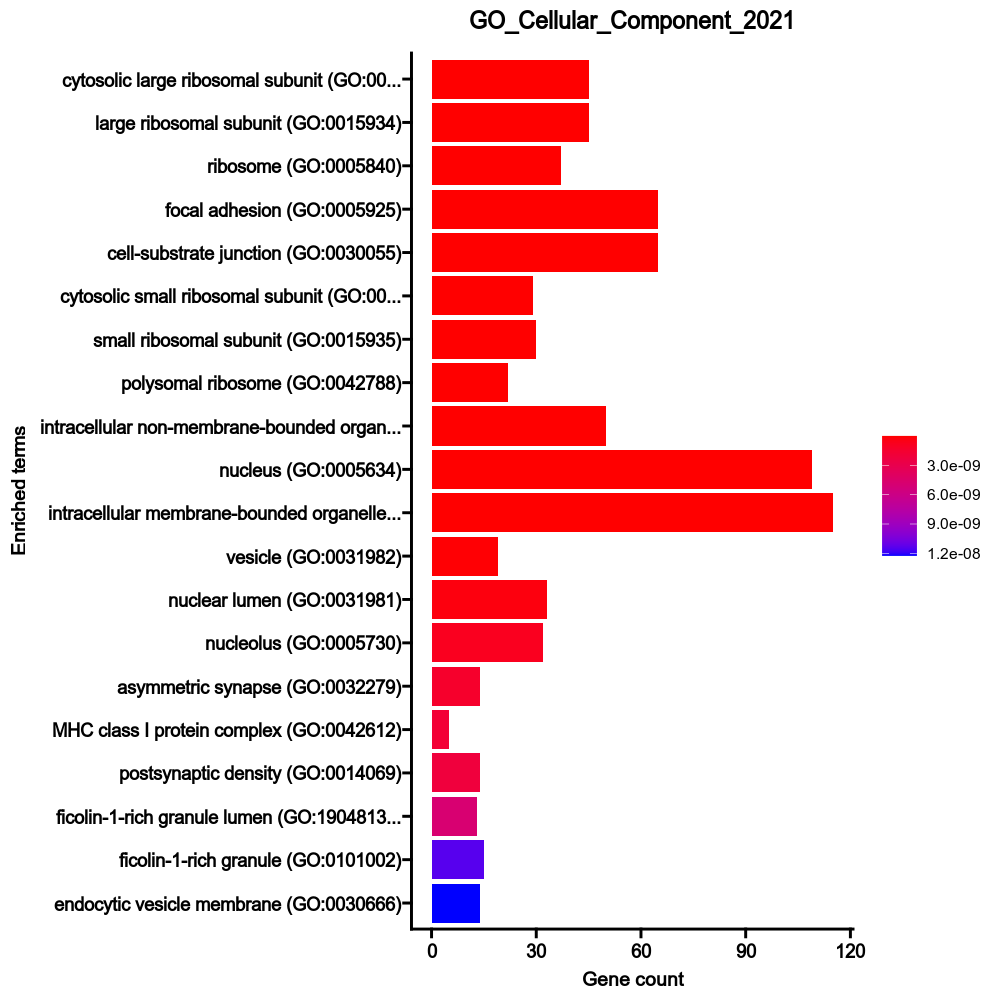 GO_Cellular_Component_2021
cytosolic large ribosomal subunit (GO:00...
large ribosomal subunit (GO:0015934)
ribosome (GO:0005840)
focal adhesion (GO:0005925)
cell-substrate junction (GO:0030055)
cytosolic small ribosomal subunit (GO:00...
small ribosomal subunit (GO:0015935)
polysomal ribosome (GO:0042788)
intracellular non-membrane-bounded organ...
nucleus (GO:0005634)
intracellular membrane-bounded organelle...
vesicle (GO:0031982)
nuclear lumen (GO:0031981)
nucleolus (GO:0005730)
asymmetric synapse (GO:0032279)
MHC class I protein complex (GO:0042612)
postsynaptic density (GO:0014069)
ficolin-1-rich granule lumen (GO:1904813...
ficolin-1-rich granule (GO:0101002)
endocytic vesicle membrane (GO:0030666)
Enriched terms
0 30 60 90 120
Gene count
3.0e-09
6.0e-09
9.0e-09
1.2e-08